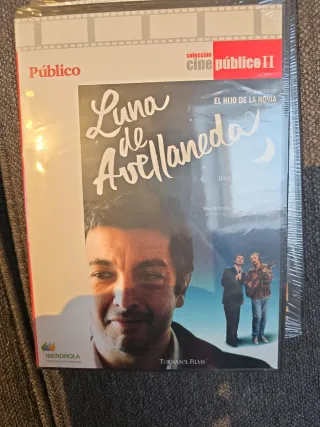 Público
colección
cine público II
EL HIJO DE LA NOVIA
Luna
de
Avellaneda
IBERDROLA
TORNASOL FILMS